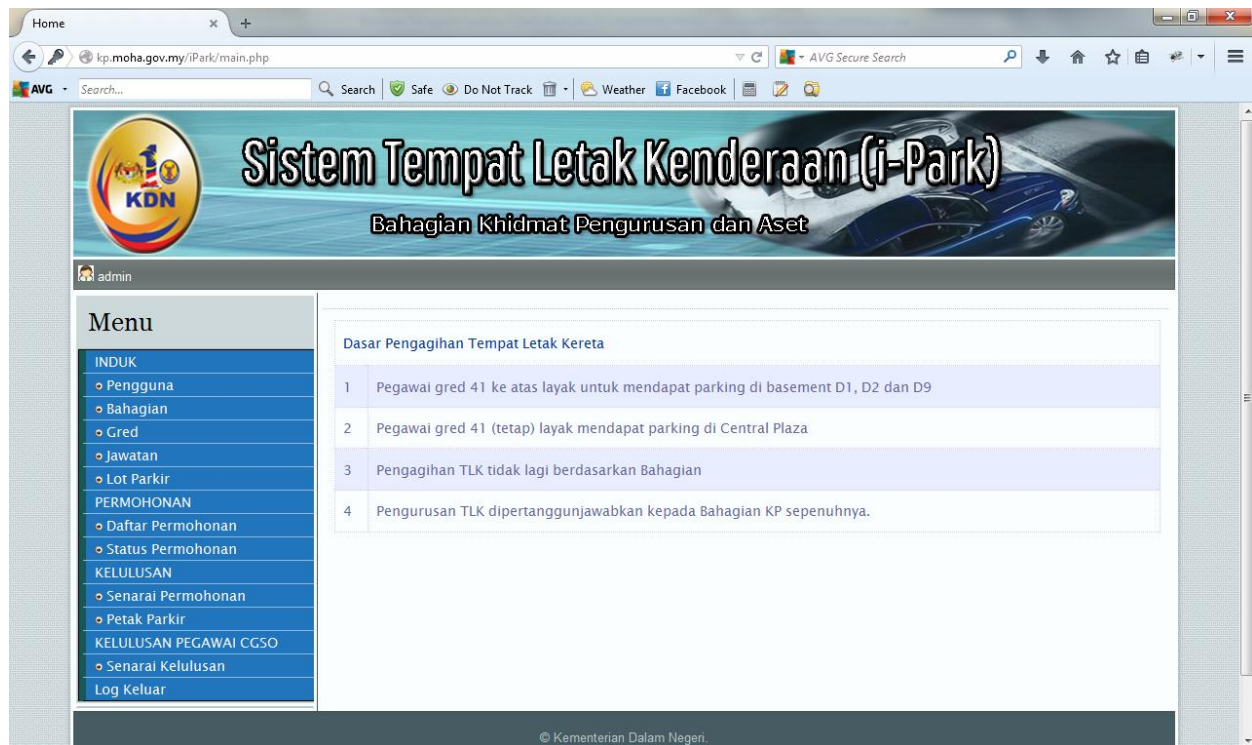 Home
kp.moha.gov.my/iPark/main.php
AVG Secure Search
AVG Search... Search Safe Do Not Track Weather Facebook
KDN
Sistem Tempat Letak Kenderaan (i-Park)
Bahagian Khidmat Pengurusan dan Aset
admin
Menu
INDUK
Pengguna
Bahagian
Gred
Jawatan
Lot Parkir
PERMOHONAN
Daftar Permohonan
Status Permohonan
KELULUSAN
Senarai Permohonan
Petak Parkir
KELULUSAN PEGAWAI CGSO
Senarai Kelulusan
Log Keluar
Dasar Pengagihan Tempat Letak Kereta
1 Pegawai gred 41 ke atas layak untuk mendapat parking di basement D1, D2 dan D9
2 Pegawai gred 41 (tetap) layak mendapat parking di Central Plaza
3 Pengagihan TLK tidak lagi berdasarkan Bahagian
4 Pengurusan TLK dipertanggunjawabkan kepada Bahagian KP sepenuhnya.
© Kementerian Dalam Negeri.